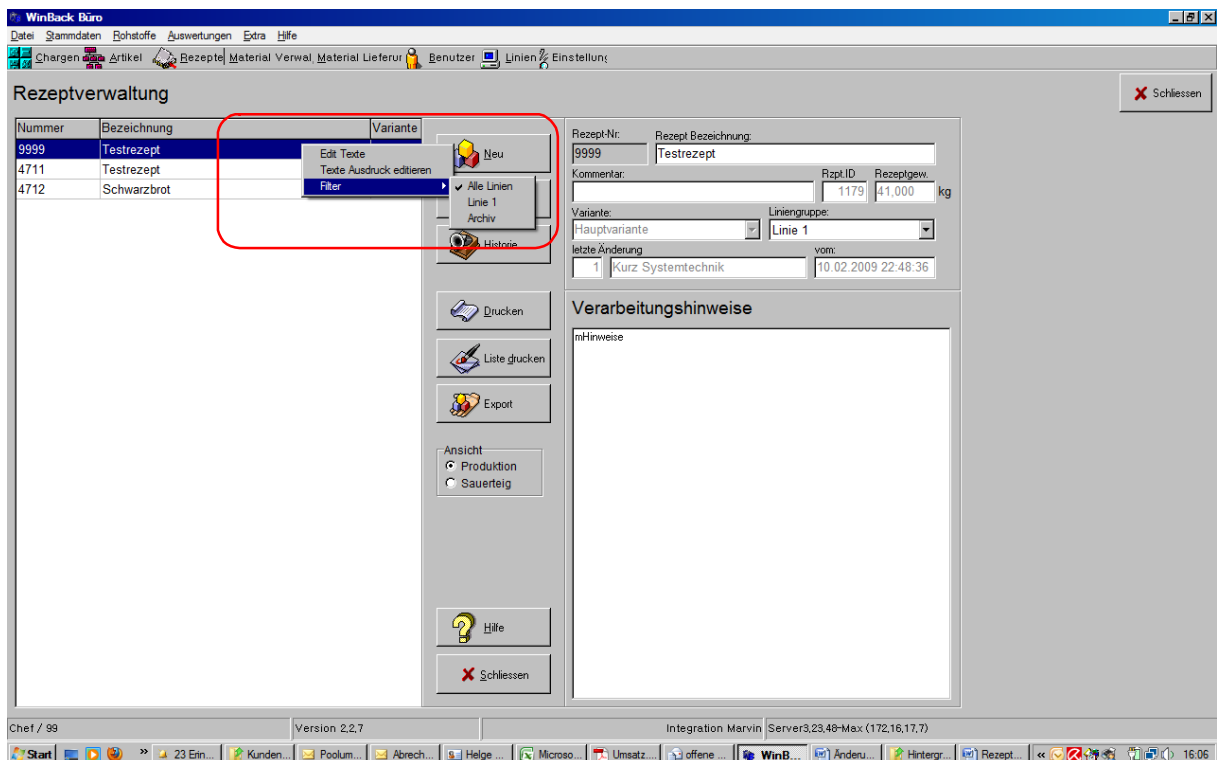 WinBack Büro
Datei Stammdaten Rohstoffe Auswertungen Extra Hilfe
Chargen Artikel Rezepte Material Verwal Material Lieferur Benutzer Linien Einstellung
Rezeptverwaltung
Schliessen
Nummer Bezeichnung Variante
9999 Testrezept
4711 Testrezept
4712 Schwarzbrot
Edit Texte
Texte Ausdruck editieren
Filter
Alle Linien
Linie 1
Archiv
Neu
Historie
Drucken
Liste drucken
Export
Ansicht
Produktion
Sauerteig
Hilfe
Schliessen
Rezept-Nr: Rezept Bezeichnung:
9999 Testrezept
Kommentar: Rzpt.ID Rezeptgew.
1179 41,000 kg
Variante: Liniengruppe:
Hauptvariante Linie 1
letzte Änderung vom:
1 Kurz Systemtechnik 10.02.2009 22:48:36
Verarbeitungshinweise
mHinweise
Chef / 99 Version 2,2,7 Integration Marvin Server3,23,48-Max (172,16,17,7)
Start » 23 Erin... Kunden... Poolum... Abrech... Helge ... Microso... Umsatz.... offene ... WinB... Änderu... Hintergr... Rezept... « 16:06